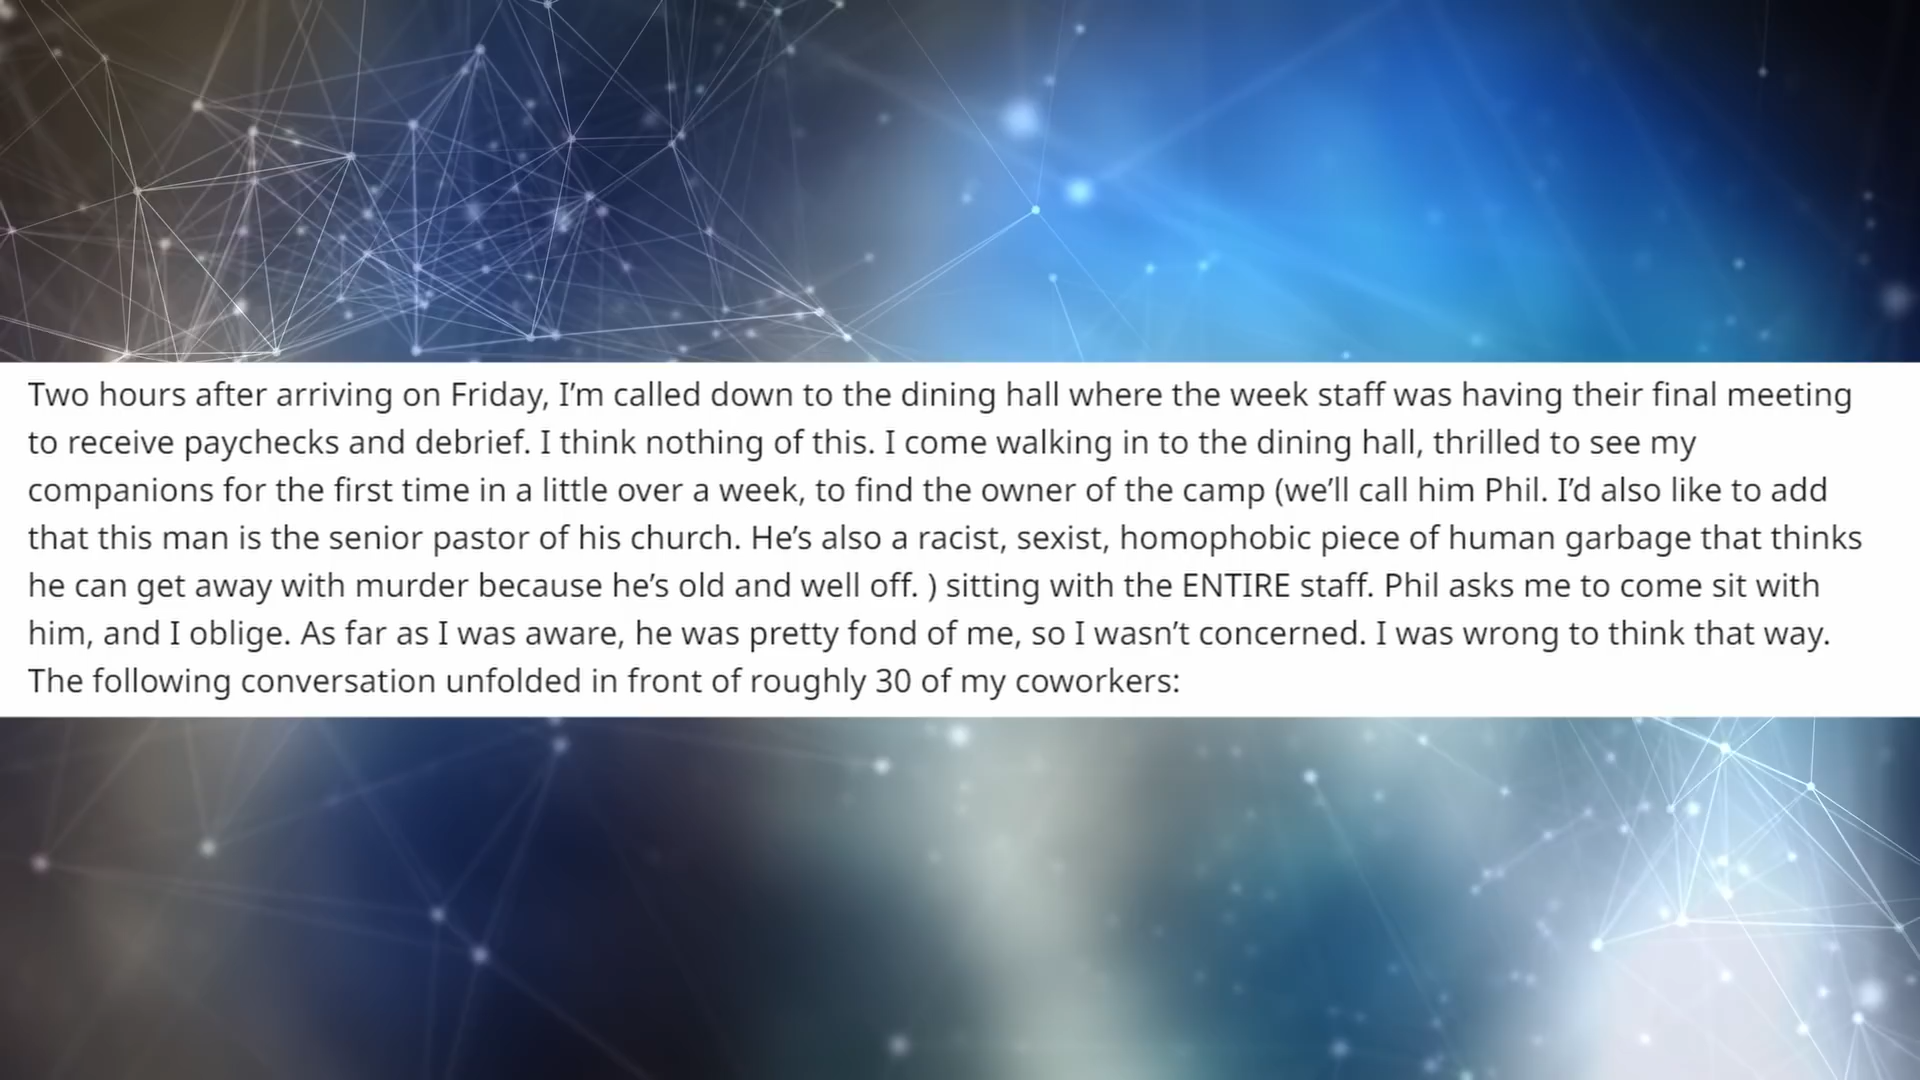 Two hours after arriving on Friday, I’m called down to the dining hall where the week staff was having their final meeting
to receive paychecks and debrief. I think nothing of this. I come walking in to the dining hall, thrilled to see my
companions for the first time in a little over a week, to find the owner of the camp (we’ll call him Phil. I’d also like to add
that this man is the senior pastor of his church. He’s also a racist, sexist, homophobic piece of human garbage that thinks
he can get away with murder because he’s old and well off. ) sitting with the ENTIRE staff. Phil asks me to come sit with
him, and I oblige. As far as I was aware, he was pretty fond of me, so I wasn’t concerned. I was wrong to think that way.
The following conversation unfolded in front of roughly 30 of my coworkers: